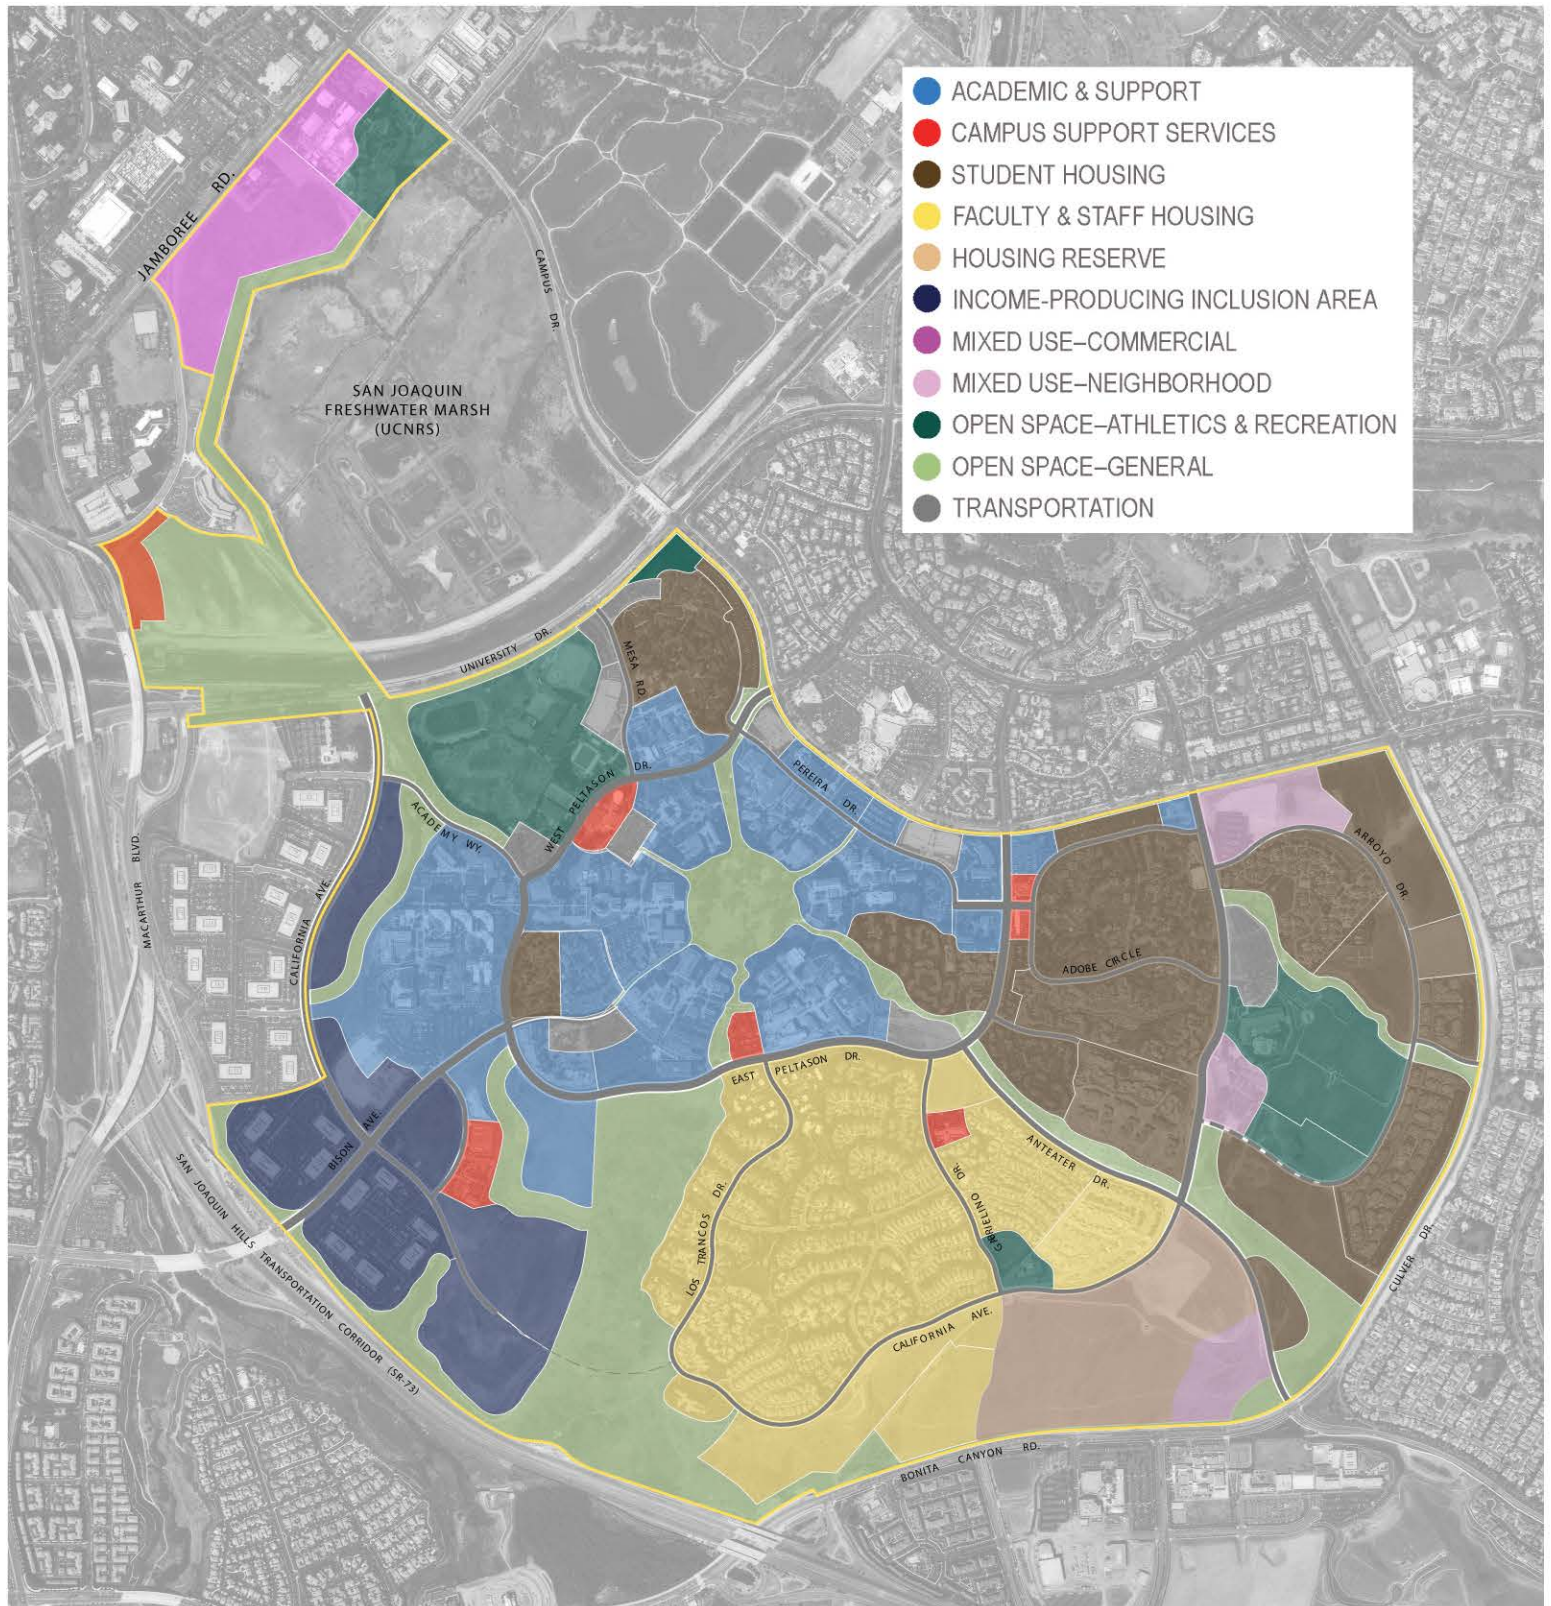 ACADEMIC & SUPPORT
CAMPUS SUPPORT SERVICES
STUDENT HOUSING
FACULTY & STAFF HOUSING
HOUSING RESERVE
INCOME-PRODUCING INCLUSION AREA
MIXED USE–COMMERCIAL
MIXED USE–NEIGHBORHOOD
OPEN SPACE–ATHLETICS & RECREATION
OPEN SPACE–GENERAL
TRANSPORTATION
JAMBOREE RD.
CAMPUS DR.
SAN JOAQUIN
FRESHWATER MARSH
(UCNRS)
UNIVERSITY DR.
MESA RD.
WEST PELTASON DR.
PEREIRA DR.
ACADEMY WY.
ARROYO DR.
MACARTHUR BLVD.
CALIFORNIA AVE.
ADOBE CIRCLE
EAST PELTASON DR.
BISON AVE.
ANTEATER DR.
GABRIELINO DR.
LOS TRANCOS DR.
SAN JOAQUIN HILLS TRANSPORTATION CORRIDOR (SR-73)
CULVER DR.
CALIFORNIA AVE.
BONITA CANYON RD.